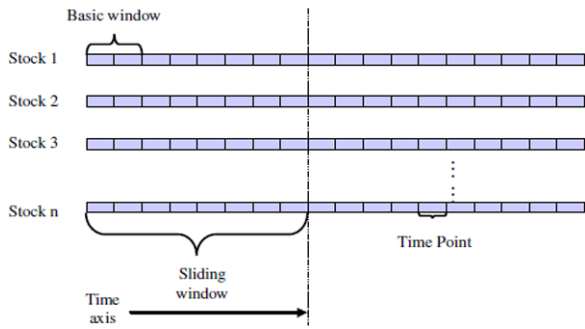 Basic window
Stock 1
Stock 2
Stock 3
Stock n
Time Point
Sliding
window
Time
axis